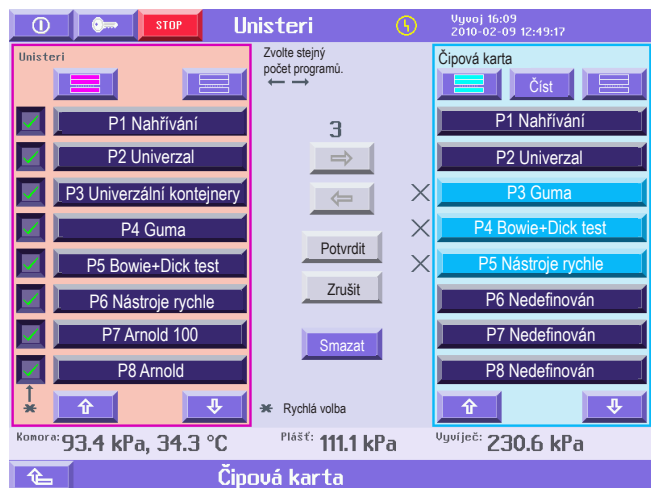 STOP
Unisteri
Vyvoj 16:09
2010-02-09 12:49:17
Unisteri
P1 Nahřívání
P2 Univerzal
P3 Univerzální kontejnery
P4 Guma
P5 Bowie+Dick test
P6 Nástroje rychle
P7 Arnold 100
P8 Arnold
Zvolte stejný
počet programů.
3
Potvrdit
Zrušit
Smazat
Rychlá volba
Čipová karta
Číst
P1 Nahřívání
P2 Univerzal
P3 Guma
P4 Bowie+Dick test
P5 Nástroje rychle
P6 Nedefinován
P7 Nedefinován
P8 Nedefinován
Komora: 93.4 kPa, 34.3 °C
Plášť: 111.1 kPa
Vyvíječ: 230.6 kPa
Čipová karta